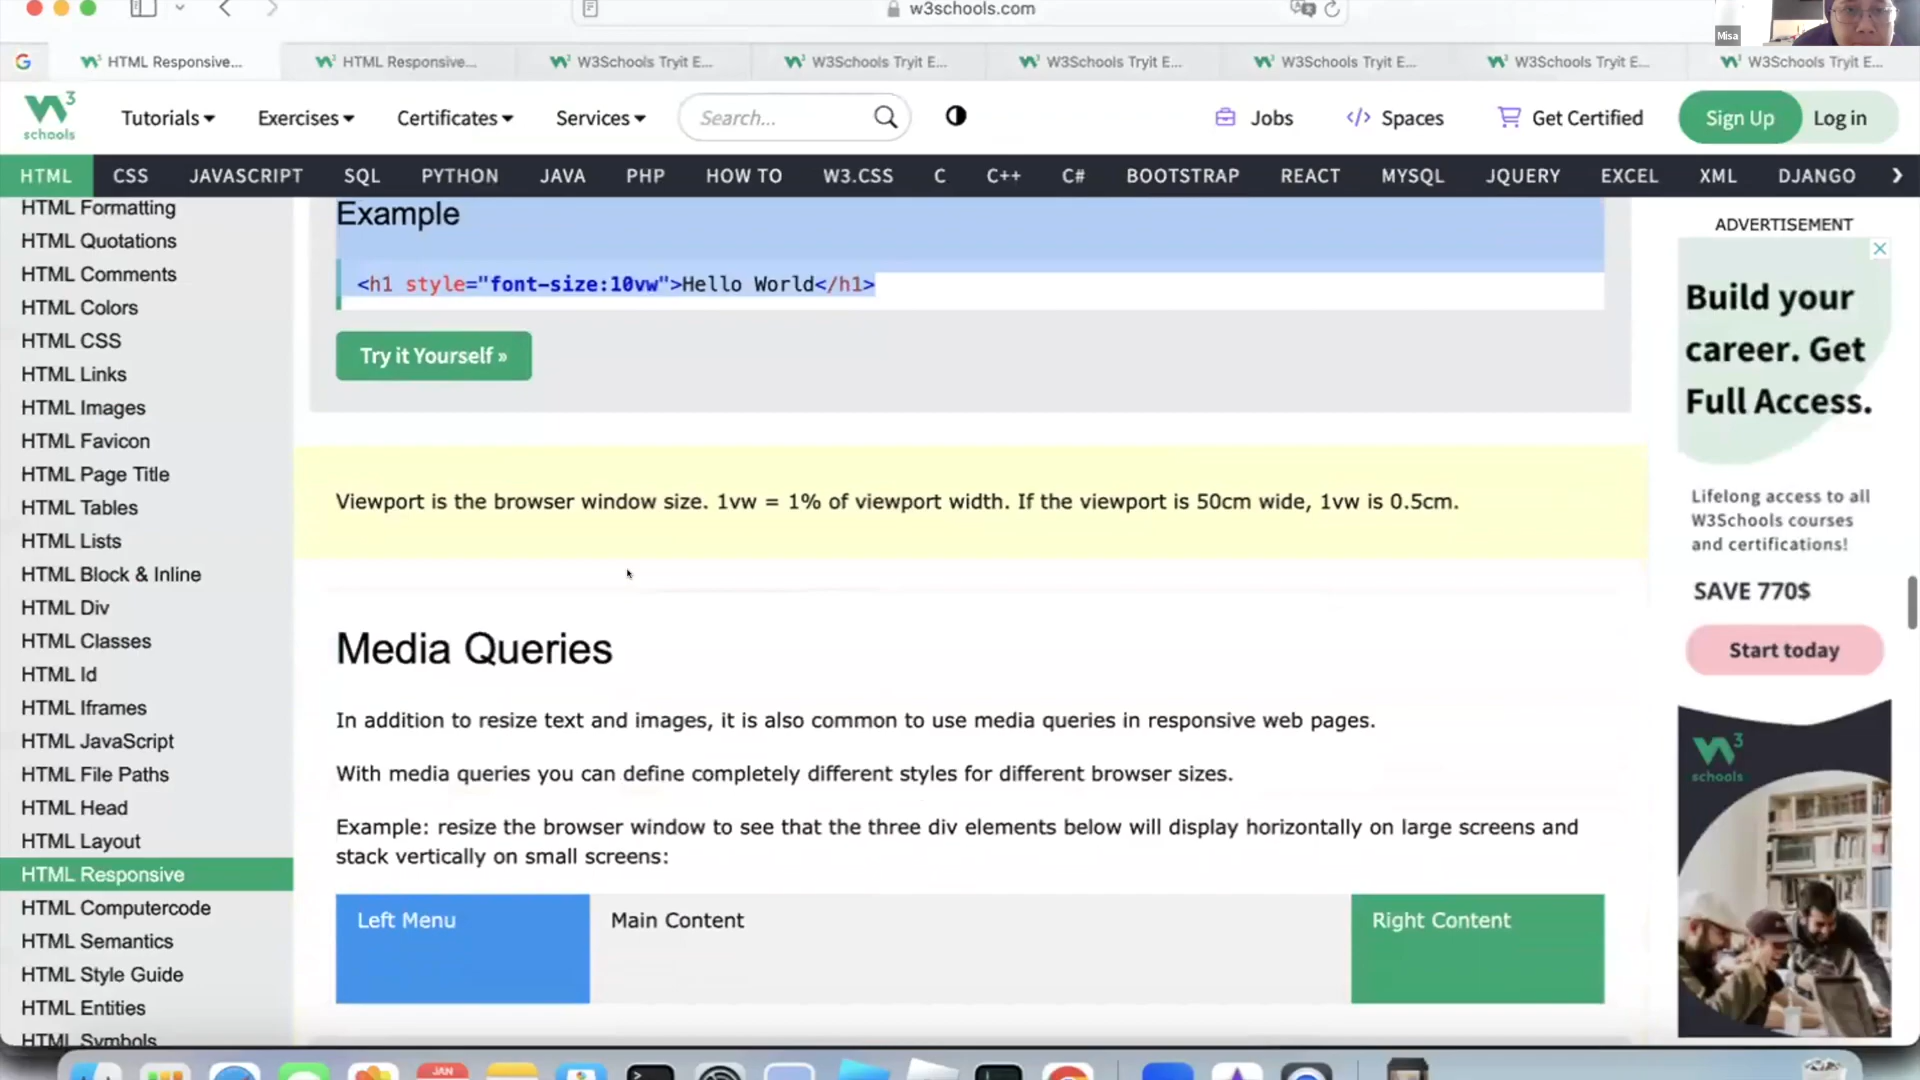 w3schools.com
Misa
HTML Responsive...
HTML Responsive...
W3Schools Tryit E...
W3Schools Tryit E...
W3Schools Tryit E...
W3Schools Tryit E...
W3Schools Tryit E...
W3Schools Tryit E...
schools
Tutorials
Exercises
Certificates
Services
Search...
Jobs
Spaces
Get Certified
Sign Up
Log in
HTML CSS JAVASCRIPT SQL PYTHON JAVA PHP HOW TO W3.CSS C C++ C# BOOTSTRAP REACT MYSQL JQUERY EXCEL XML DJANGO
HTML Formatting
HTML Quotations
HTML Comments
HTML Colors
HTML CSS
HTML Links
HTML Images
HTML Favicon
HTML Page Title
HTML Tables
HTML Lists
HTML Block & Inline
HTML Div
HTML Classes
HTML Id
HTML Iframes
HTML JavaScript
HTML File Paths
HTML Head
HTML Layout
HTML Responsive
HTML Computercode
HTML Semantics
HTML Style Guide
HTML Entities
HTML Symbols
Example
<h1 style="font-size:10vw">Hello World</h1>
Try it Yourself »
Viewport is the browser window size. 1vw = 1% of viewport width. If the viewport is 50cm wide, 1vw is 0.5cm.
Media Queries
In addition to resize text and images, it is also common to use media queries in responsive web pages.
With media queries you can define completely different styles for different browser sizes.
Example: resize the browser window to see that the three div elements below will display horizontally on large screens and
stack vertically on small screens:
Left Menu
Main Content
Right Content
ADVERTISEMENT
Build your
career. Get
Full Access.
Lifelong access to all
W3Schools courses
and certifications!
SAVE 770$
Start today
schools
JAN